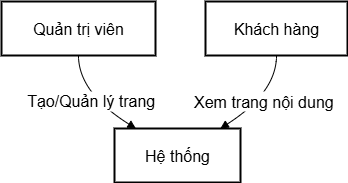 Quản trị viên
Khách hàng
Tạo/Quản lý trang
Xem trang nội dung
Hệ thống